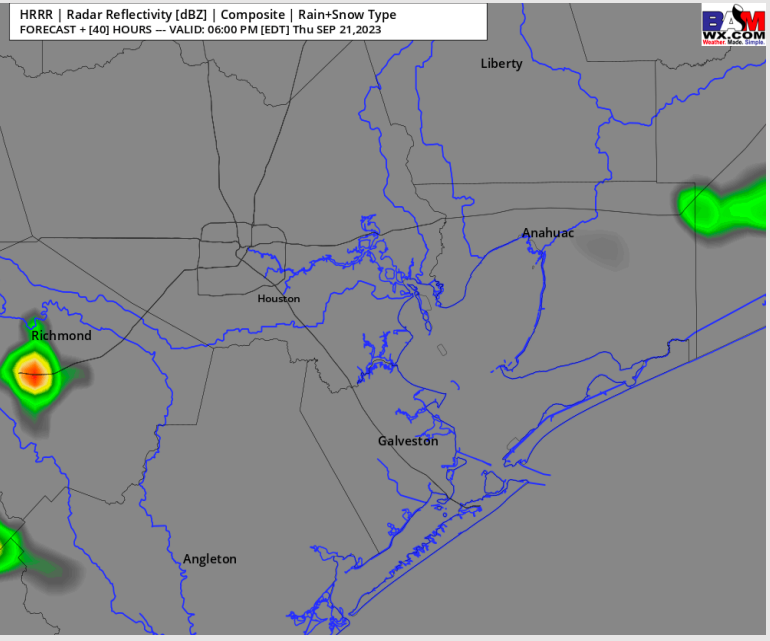 HRRR | Radar Reflectivity [dBZ] | Composite | Rain+Snow Type
FORECAST + [40] HOURS --- VALID: 06:00 PM [EDT] Thu SEP 21,2023
BAM
WX.COM
Weather. Made. Simple.
Liberty
Anahuac
Houston
Richmond
Galveston
Angleton